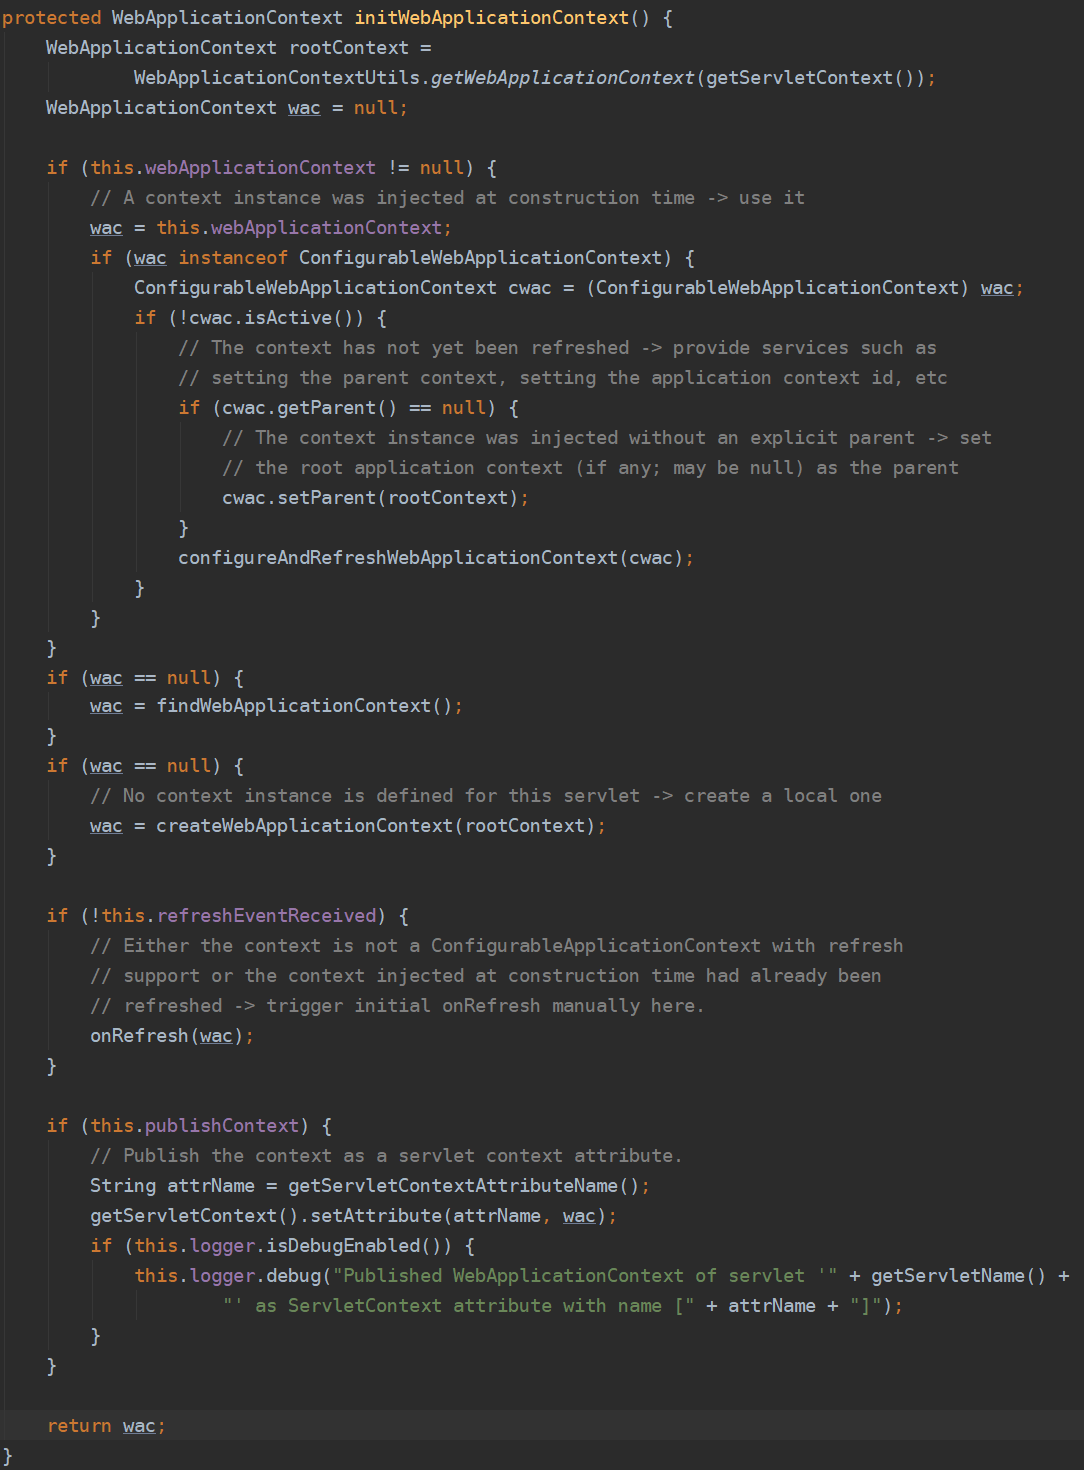 protected WebApplicationContext initWebApplicationContext() {
WebApplicationContext rootContext =
WebApplicationContextUtils.getWebApplicationContext(getServletContext());
WebApplicationContext wac = null;
if (this.webApplicationContext != null) {
// A context instance was injected at construction time -> use it
wac = this.webApplicationContext;
if (wac instanceof ConfigurableWebApplicationContext) {
ConfigurableWebApplicationContext cwac = (ConfigurableWebApplicationContext) wac;
if (!cwac.isActive()) {
// The context has not yet been refreshed -> provide services such as
// setting the parent context, setting the application context id, etc
if (cwac.getParent() == null) {
// The context instance was injected without an explicit parent -> set
// the root application context (if any; may be null) as the parent
cwac.setParent(rootContext);
}
configureAndRefreshWebApplicationContext(cwac);
}
}
}
if (wac == null) {
wac = findWebApplicationContext();
}
if (wac == null) {
// No context instance is defined for this servlet -> create a local one
wac = createWebApplicationContext(rootContext);
}
if (!this.refreshEventReceived) {
// Either the context is not a ConfigurableApplicationContext with refresh
// support or the context injected at construction time had already been
// refreshed -> trigger initial onRefresh manually here.
onRefresh(wac);
}
if (this.publishContext) {
// Publish the context as a servlet context attribute.
String attrName = getServletContextAttributeName();
getServletContext().setAttribute(attrName, wac);
if (this.logger.isDebugEnabled()) {
this.logger.debug("Published WebApplicationContext of servlet '" + getServletName() +
"' as ServletContext attribute with name [" + attrName + "]");
}
}
return wac;
}